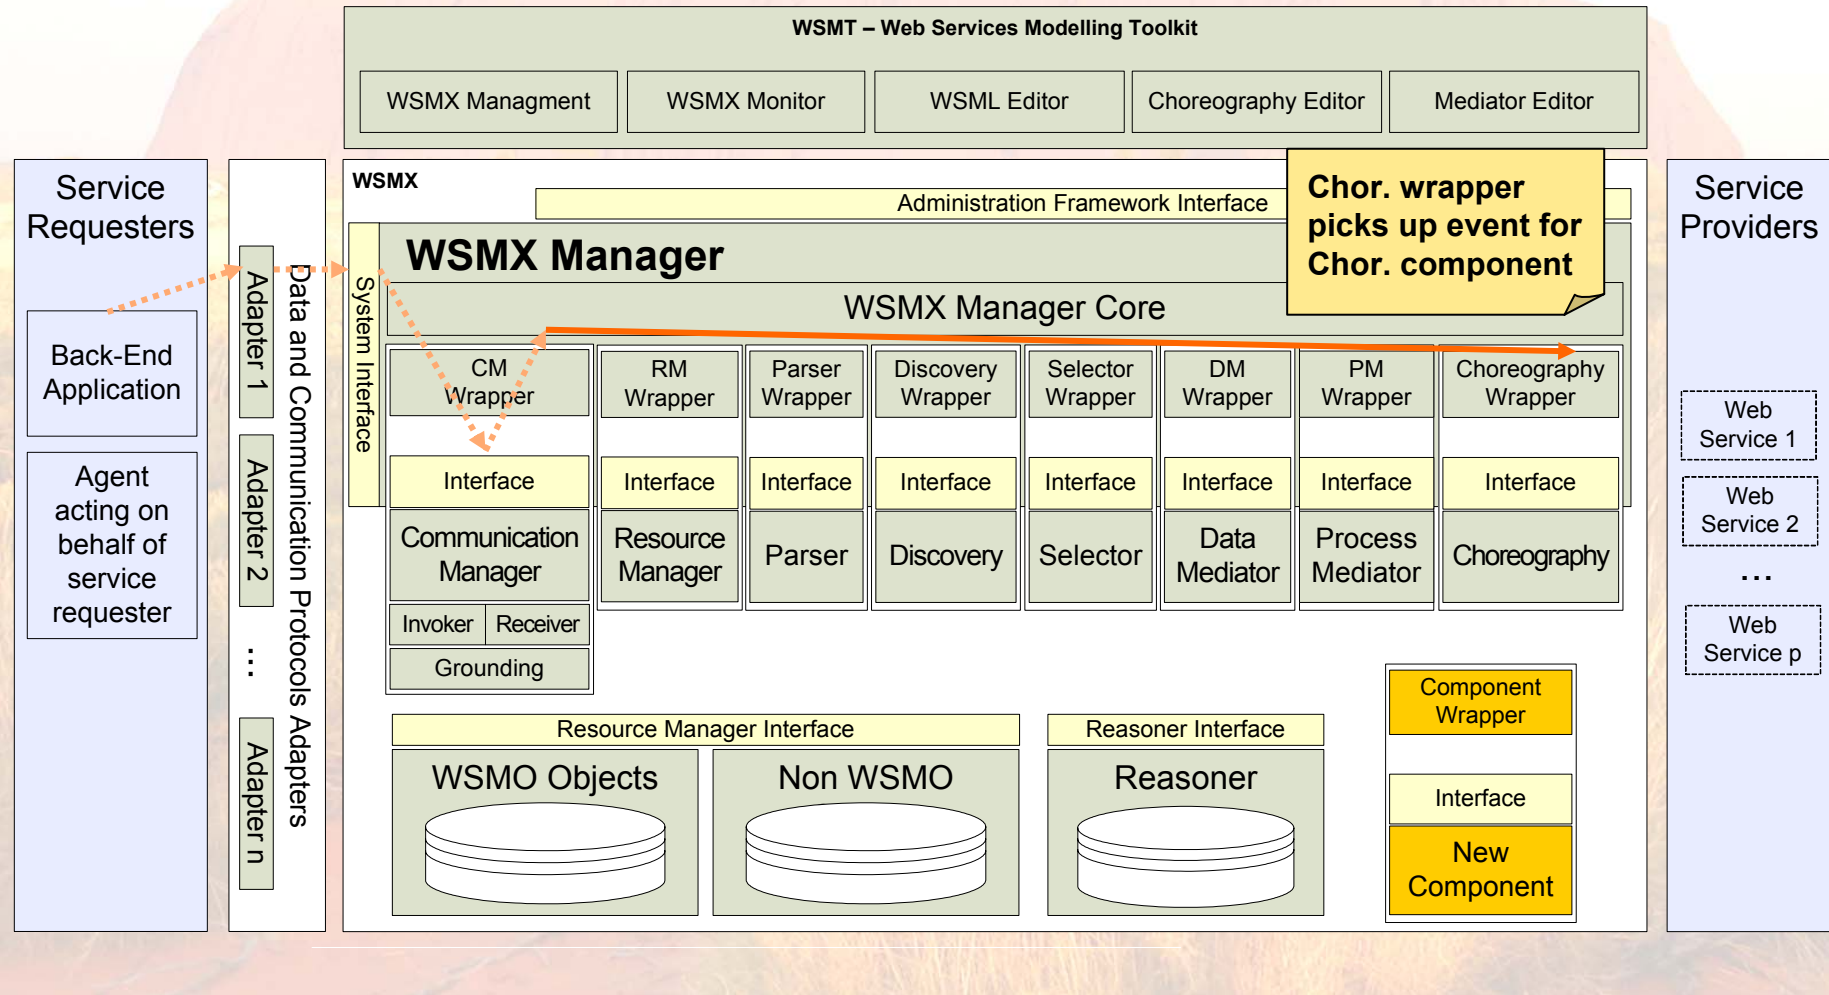 WSMT – Web Services Modelling Toolkit
WSMX Managment
WSMX Monitor
WSML Editor
Choreography Editor
Mediator Editor
Service
Requesters
Back-End
Application
Agent
acting on
behalf of
service
requester
Adapter 1
Adapter 2
...
Adapter n
Data and Communication Protocols Adapters
WSMX
Administration Framework Interface
Chor. wrapper
picks up event for
Chor. component
System Interface
WSMX Manager
WSMX Manager Core
CM
Wrapper
RM
Wrapper
Parser
Wrapper
Discovery
Wrapper
Selector
Wrapper
DM
Wrapper
PM
Wrapper
Choreography
Wrapper
Interface
Interface
Interface
Interface
Interface
Interface
Interface
Interface
Communication
Manager
Resource
Manager
Parser
Discovery
Selector
Data
Mediator
Process
Mediator
Choreography
Invoker
Receiver
Grounding
Resource Manager Interface
WSMO Objects
Non WSMO
Reasoner Interface
Reasoner
Component
Wrapper
Interface
New
Component
Service
Providers
Web
Service 1
Web
Service 2
...
Web
Service p